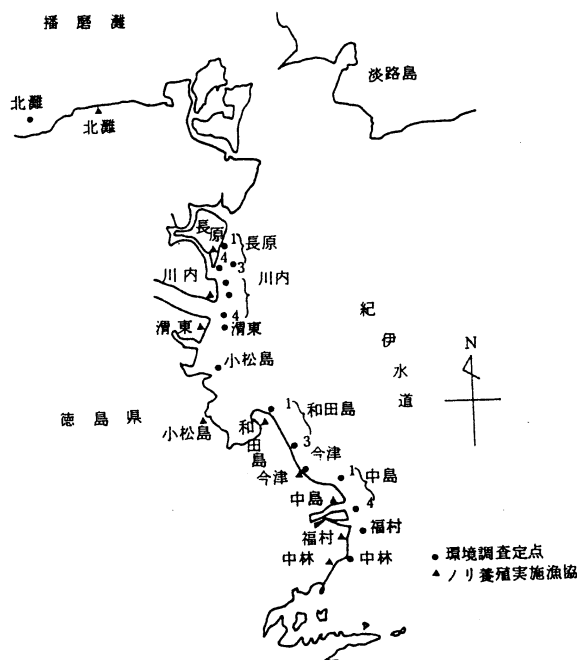 播磨灘
淡路島
北灘
北灘
長原
1
長原
4
3
川内
川内
4
渭東
渭東
紀伊水道
N
小松島
徳島県
小松島
和田島
1
和田島
3
今津
今津
1
中島
中島
4
福村
福村
中林
中林
● 環境調査定点
▲ ノリ養殖実施漁協